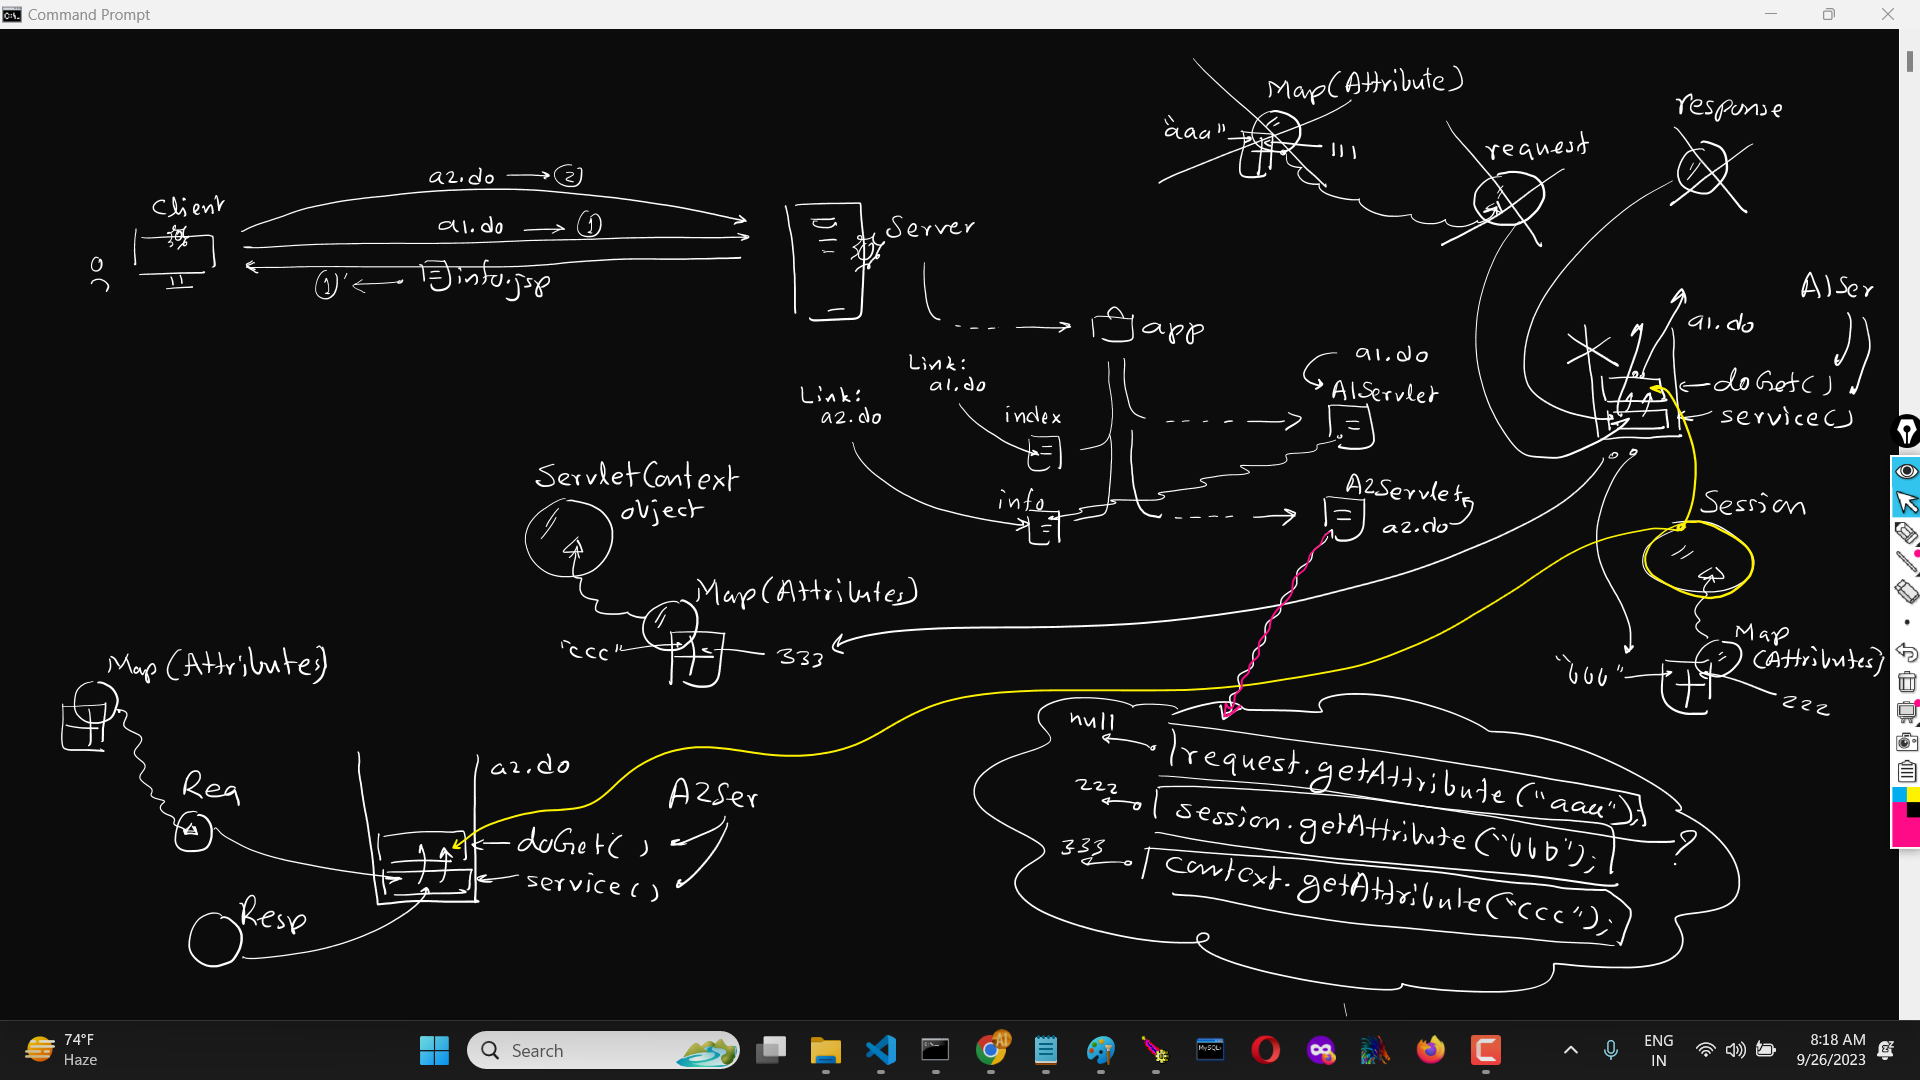 Command Prompt
Map(Attribute)
"aaa"
111
request
response
a2.do → 2
Client
a1.do → 1
1' ← info.jsp
Server
app
A1Ser
a1.do
doGet()
service()
Link:
a1.do
Link:
a2.do
index
info
a1.do
A1Servlet
A2Servlet
a2.do
Session
Map
(Attributes)
"bbb"
222
ServletContext
object
Map(Attributes)
"ccc"
333
Map(Attributes)
Req
Resp
a2.do
A2Ser
doGet()
service()
null
request.getAttribute("aaa");
222
session.getAttribute("bbb");
?
333
context.getAttribute("ccc");
74°F
Haze
Search
MySQL
ENG
IN
8:18 AM
9/26/2023